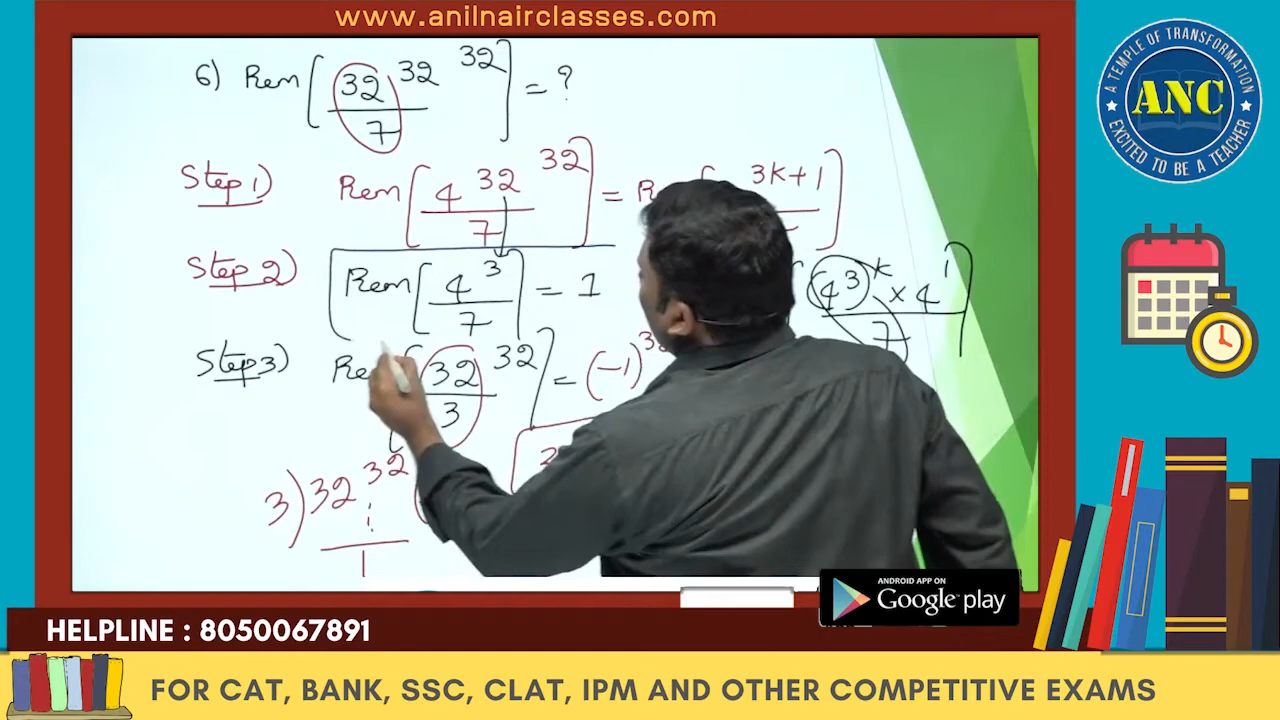 www.anilnairclasses.com
6) Rem [32^32^32 / 7] = ?
Step 1) Rem [4^32^32 / 7] = R 3K+1
Step 2) Rem [4^3 / 7] = 1 (4^3)^K × 4^1 / 7
Step 3) Re [32^32 / 3] = (-1)^3
3) 32^32 (
1
A TEMPLE OF TRANSFORMATION
ANC
EXCITED TO BE A TEACHER
ANDROID APP ON
Google play
HELPLINE : 8050067891
FOR CAT, BANK, SSC, CLAT, IPM AND OTHER COMPETITIVE EXAMS